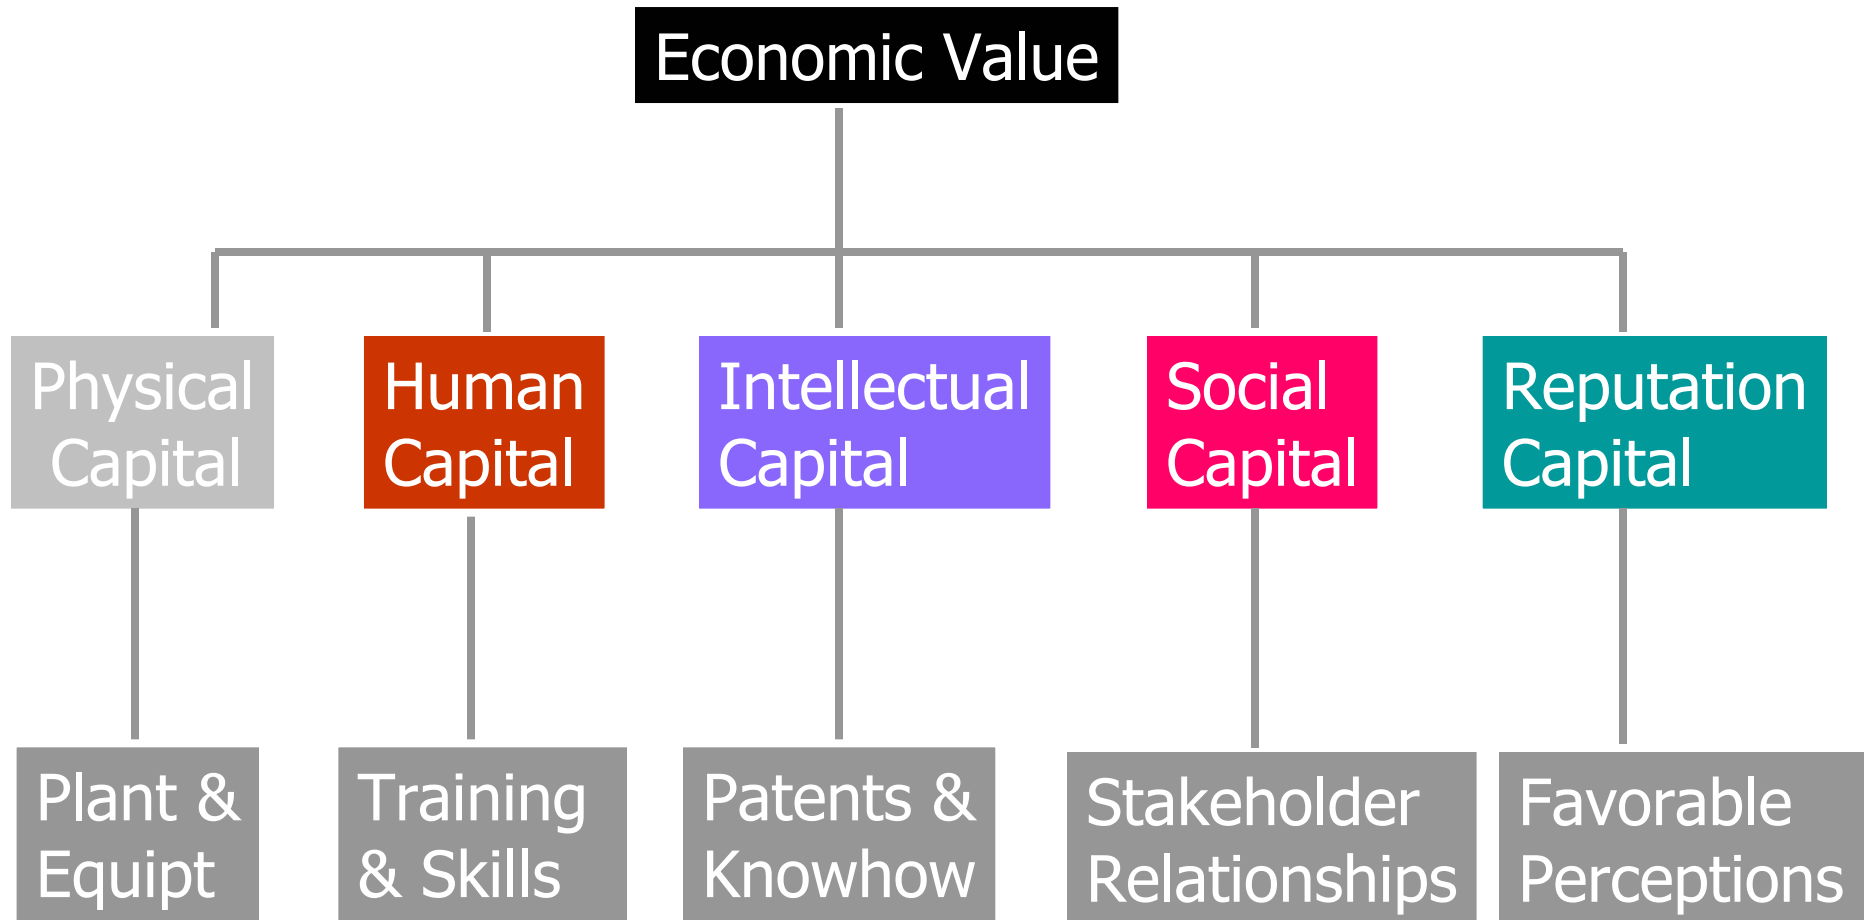 Economic Value
Physical
Capital
Human
Capital
Intellectual
Capital
Social
Capital
Reputation
Capital
Plant &
Equipt
Training
& Skills
Patents &
Knowhow
Stakeholder
Relationships
Favorable
Perceptions